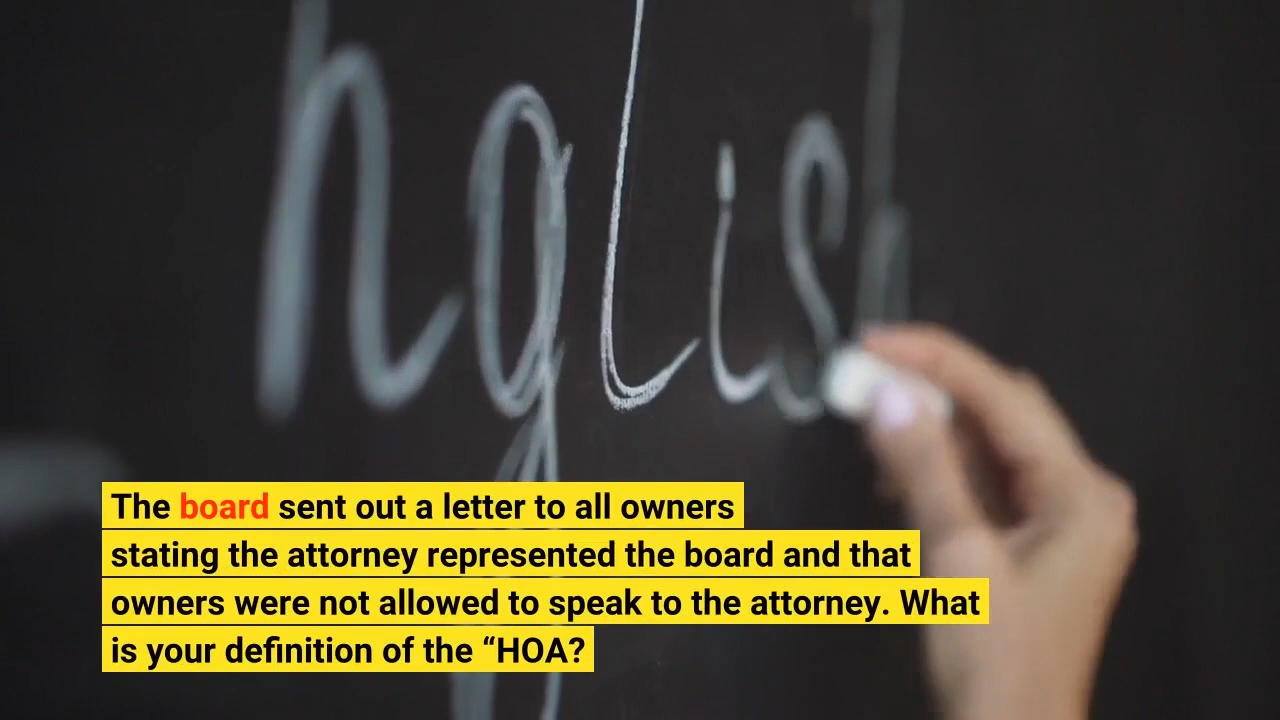 nglish
The board sent out a letter to all owners
stating the attorney represented the board and that
owners were not allowed to speak to the attorney. What
is your definition of the “HOA?